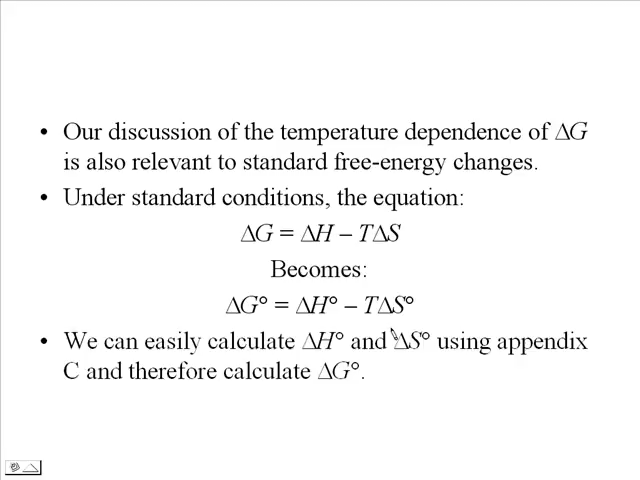 • Our discussion of the temperature dependence of ΔG
is also relevant to standard free-energy changes.
• Under standard conditions, the equation:
ΔG = ΔH – TΔS
Becomes:
ΔG° = ΔH° – TΔS°
• We can easily calculate ΔH° and ΔS° using appendix
C and therefore calculate ΔG°.